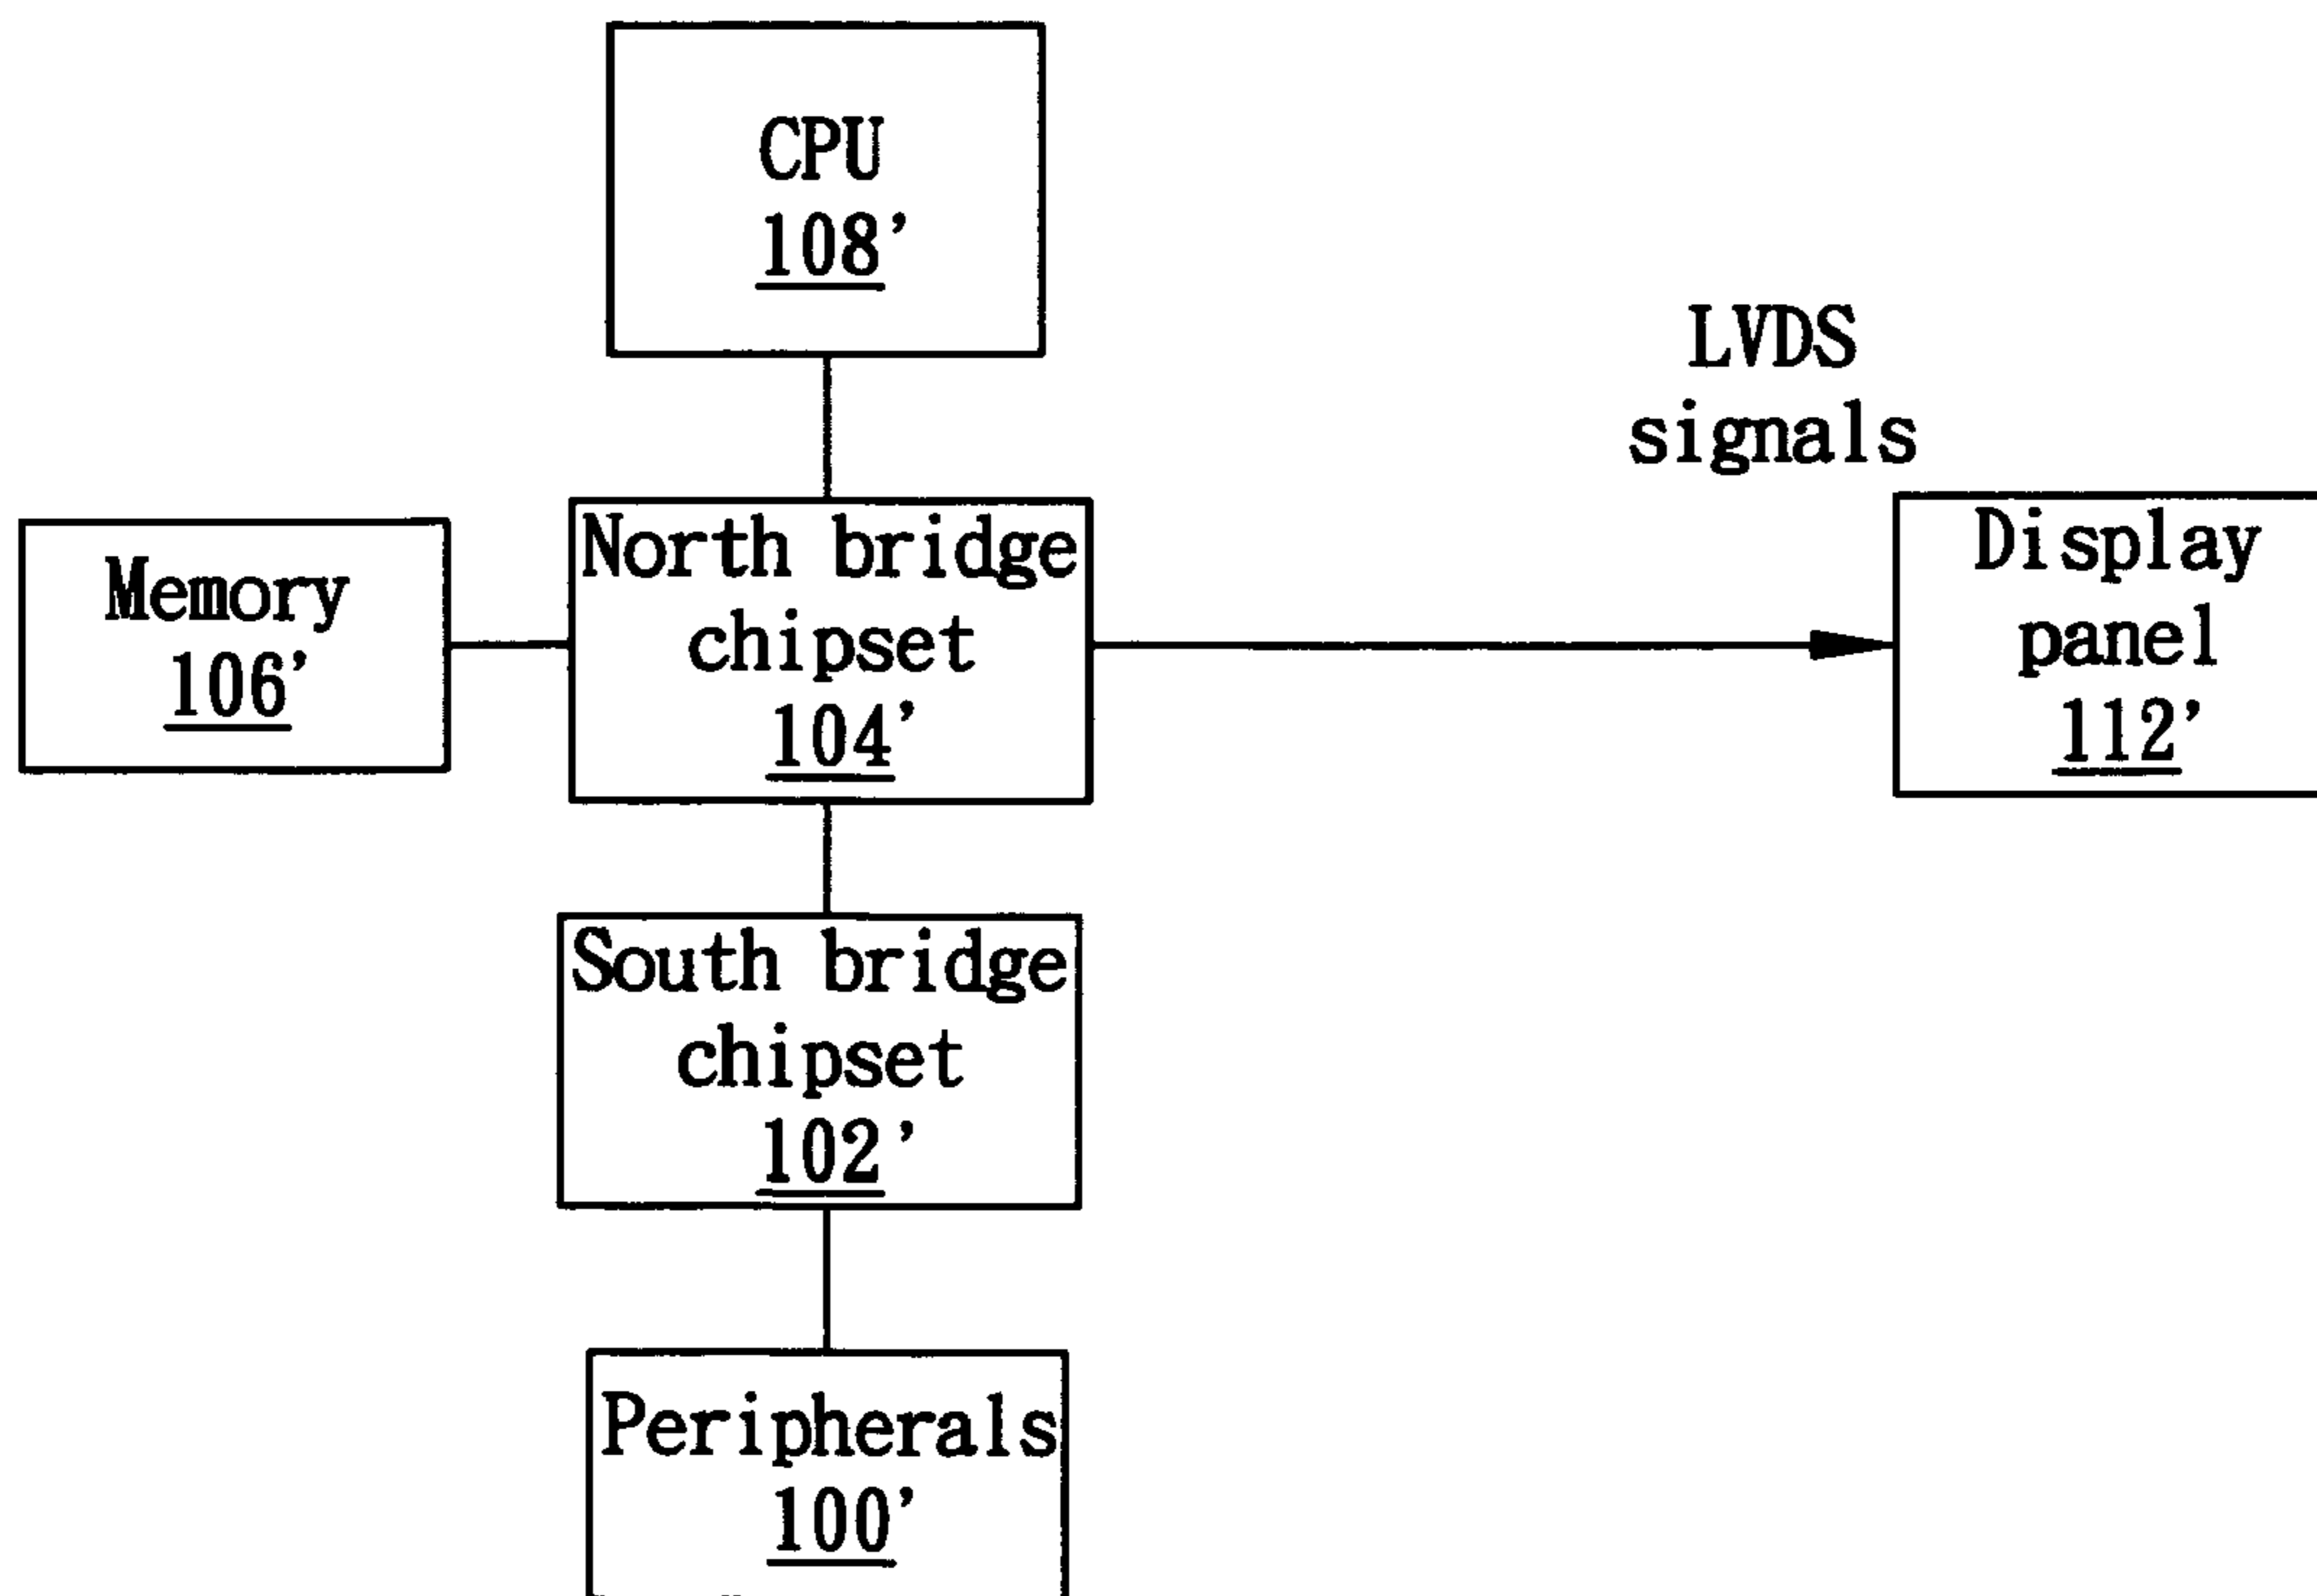 CPU
108'
LVDS
signals
Memory
106'
North bridge
chipset
104'
Display
panel
112'
South bridge
chipset
102'
Peripherals
100'